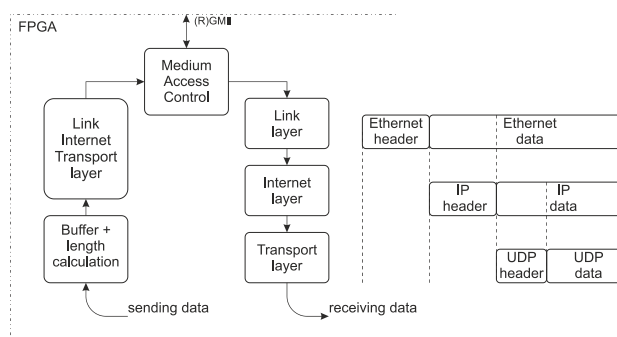 FPGA
(R)GMII
Medium
Access
Control
Link
Internet
Transport
layer
Buffer +
length
calculation
sending data
Link
layer
Internet
layer
Transport
layer
receiving data
Ethernet
header
Ethernet
data
IP
header
IP
data
UDP
header
UDP
data